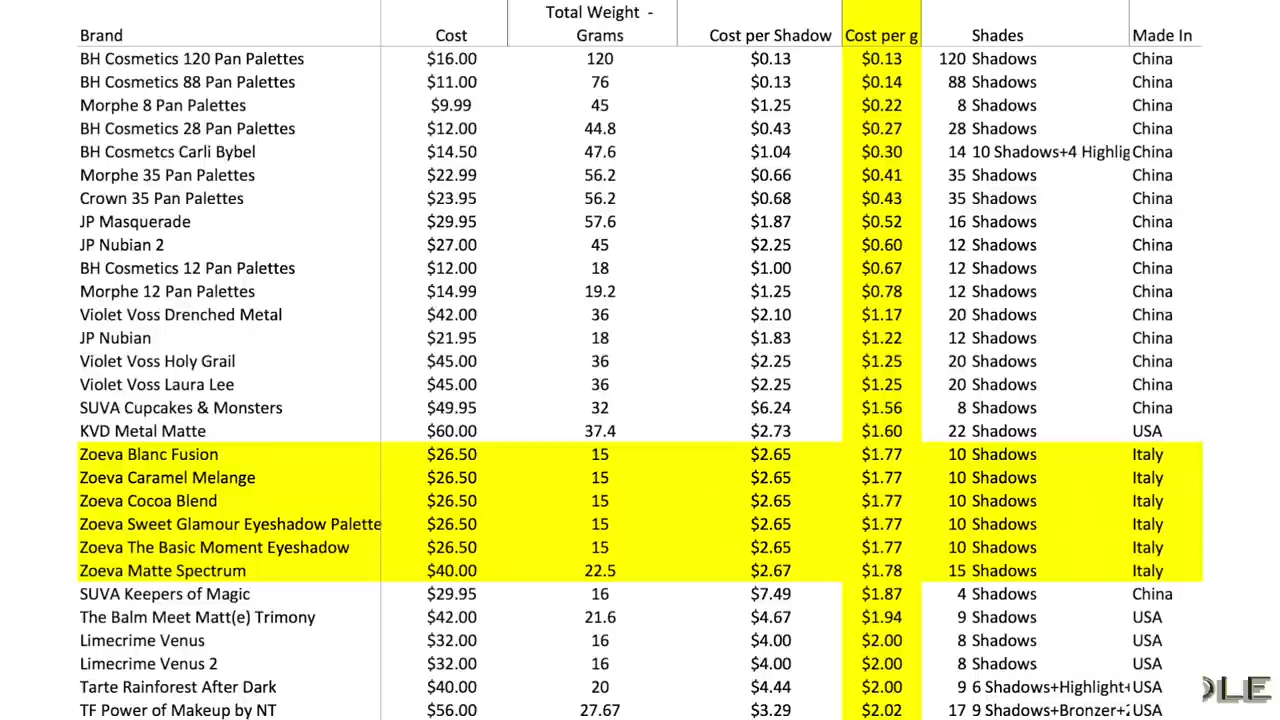 Total Weight -
Brand Cost Grams Cost per Shadow Cost per g Shades Made In
BH Cosmetics 120 Pan Palettes $16.00 120 $0.13 $0.13 120 Shadows China
BH Cosmetics 88 Pan Palettes $11.00 76 $0.13 $0.14 88 Shadows China
Morphe 8 Pan Palettes $9.99 45 $1.25 $0.22 8 Shadows China
BH Cosmetics 28 Pan Palettes $12.00 44.8 $0.43 $0.27 28 Shadows China
BH Cosmetcs Carli Bybel $14.50 47.6 $1.04 $0.30 14 10 Shadows+4 Highlig China
Morphe 35 Pan Palettes $22.99 56.2 $0.66 $0.41 35 Shadows China
Crown 35 Pan Palettes $23.95 56.2 $0.68 $0.43 35 Shadows China
JP Masquerade $29.95 57.6 $1.87 $0.52 16 Shadows China
JP Nubian 2 $27.00 45 $2.25 $0.60 12 Shadows China
BH Cosmetics 12 Pan Palettes $12.00 18 $1.00 $0.67 12 Shadows China
Morphe 12 Pan Palettes $14.99 19.2 $1.25 $0.78 12 Shadows China
Violet Voss Drenched Metal $42.00 36 $2.10 $1.17 20 Shadows China
JP Nubian $21.95 18 $1.83 $1.22 12 Shadows China
Violet Voss Holy Grail $45.00 36 $2.25 $1.25 20 Shadows China
Violet Voss Laura Lee $45.00 36 $2.25 $1.25 20 Shadows China
SUVA Cupcakes & Monsters $49.95 32 $6.24 $1.56 8 Shadows China
KVD Metal Matte $60.00 37.4 $2.73 $1.60 22 Shadows USA
Zoeva Blanc Fusion $26.50 15 $2.65 $1.77 10 Shadows Italy
Zoeva Caramel Melange $26.50 15 $2.65 $1.77 10 Shadows Italy
Zoeva Cocoa Blend $26.50 15 $2.65 $1.77 10 Shadows Italy
Zoeva Sweet Glamour Eyeshadow Palette $26.50 15 $2.65 $1.77 10 Shadows Italy
Zoeva The Basic Moment Eyeshadow $26.50 15 $2.65 $1.77 10 Shadows Italy
Zoeva Matte Spectrum $40.00 22.5 $2.67 $1.78 15 Shadows Italy
SUVA Keepers of Magic $29.95 16 $7.49 $1.87 4 Shadows China
The Balm Meet Matt(e) Trimony $42.00 21.6 $4.67 $1.94 9 Shadows USA
Limecrime Venus $32.00 16 $4.00 $2.00 8 Shadows USA
Limecrime Venus 2 $32.00 16 $4.00 $2.00 8 Shadows USA
Tarte Rainforest After Dark $40.00 20 $4.44 $2.00 9 6 Shadows+Highlight+ USA
TF Power of Makeup by NT $56.00 27.67 $3.29 $2.02 17 9 Shadows+Bronzer+ USA